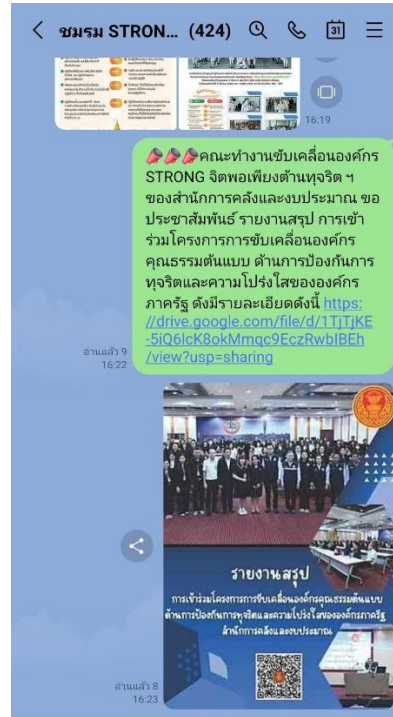 ชมรม STRON... (424)
31
16:19
คณะทำงานขับเคลื่อนองค์กร
STRONG จิตพอเพียงต้านทุจริต ฯ
ของสำนักการคลังและงบประมาณ ขอ
ประชาสัมพันธ์ รายงานสรุป การเข้า
ร่วมโครงการการขับเคลื่อนองค์กร
คุณธรรมต้นแบบ ด้านการป้องกันการ
ทุจริตและความโปร่งใสขององค์กร
ภาครัฐ ดังมีรายละเอียดดังนี้ https:
//drive.google.com/file/d/1TjTjKE
-5iQ6lcK8okMmqc9EczRwbIBEh
/view?usp=sharing
อ่านแล้ว 9
16:22
รายงานสรุป
การเข้าร่วมโครงการการขับเคลื่อนองค์กรคุณธรรมต้นแบบ
ด้านการป้องกันการทุจริตและความโปร่งใสขององค์กรภาครัฐ
สำนักการคลังและงบประมาณ
อ่านแล้ว 8
16:23